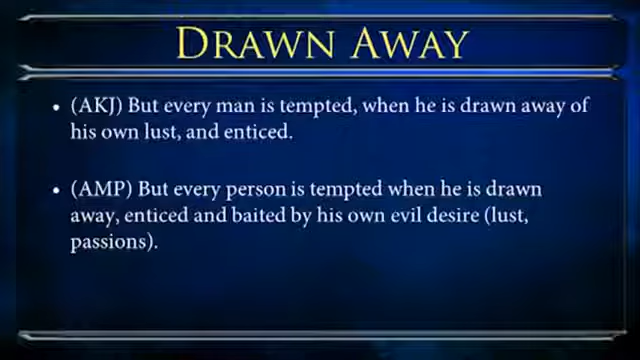 DRAWN AWAY
• (AKJ) But every man is tempted, when he is drawn away of
his own lust, and enticed.
• (AMP) But every person is tempted when he is drawn
away, enticed and baited by his own evil desire (lust,
passions).